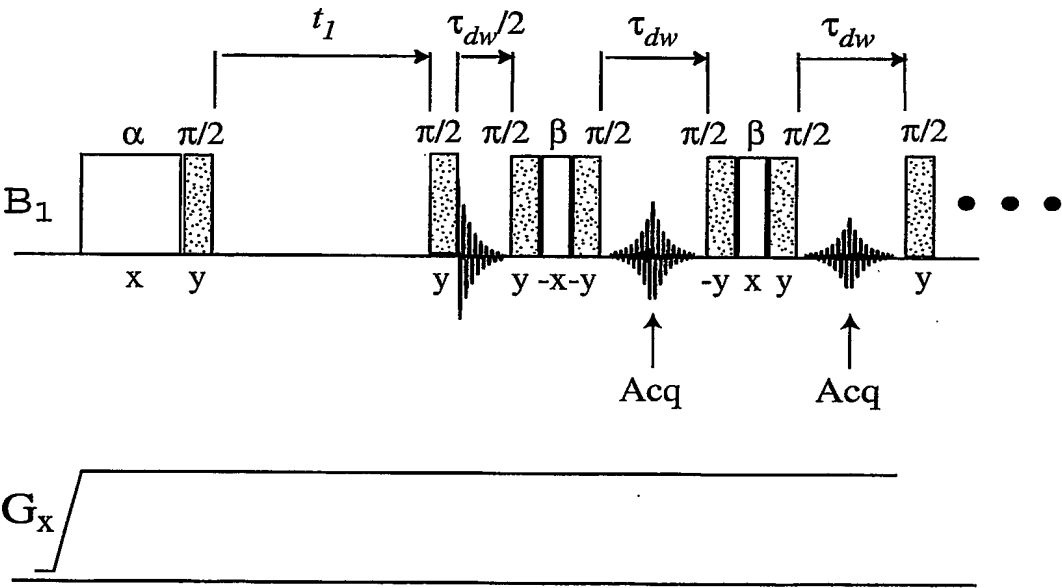 t₁ τdw/2 τdw τdw
α π/2 π/2 π/2 β π/2 π/2 β π/2 π/2
B₁
x y y y -x -y -y x y y
Acq Acq
Gₓ